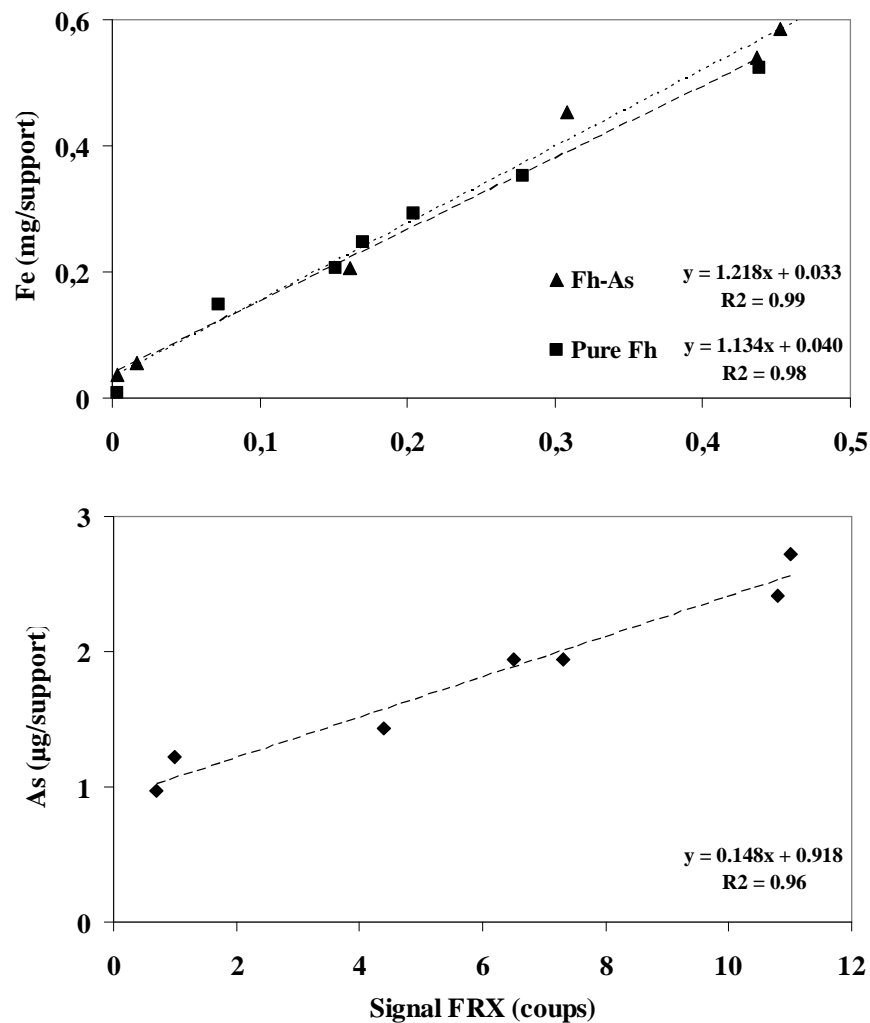 0,6
0,4
Fe (mg/support)
0,2
0
Fh-As
y = 1.218x + 0.033
R2 = 0.99
Pure Fh
y = 1.134x + 0.040
R2 = 0.98
0 0,1 0,2 0,3 0,4 0,5
3
2
As (µg/support)
1
0
y = 0.148x + 0.918
R2 = 0.96
0 2 4 6 8 10 12
Signal FRX (coups)